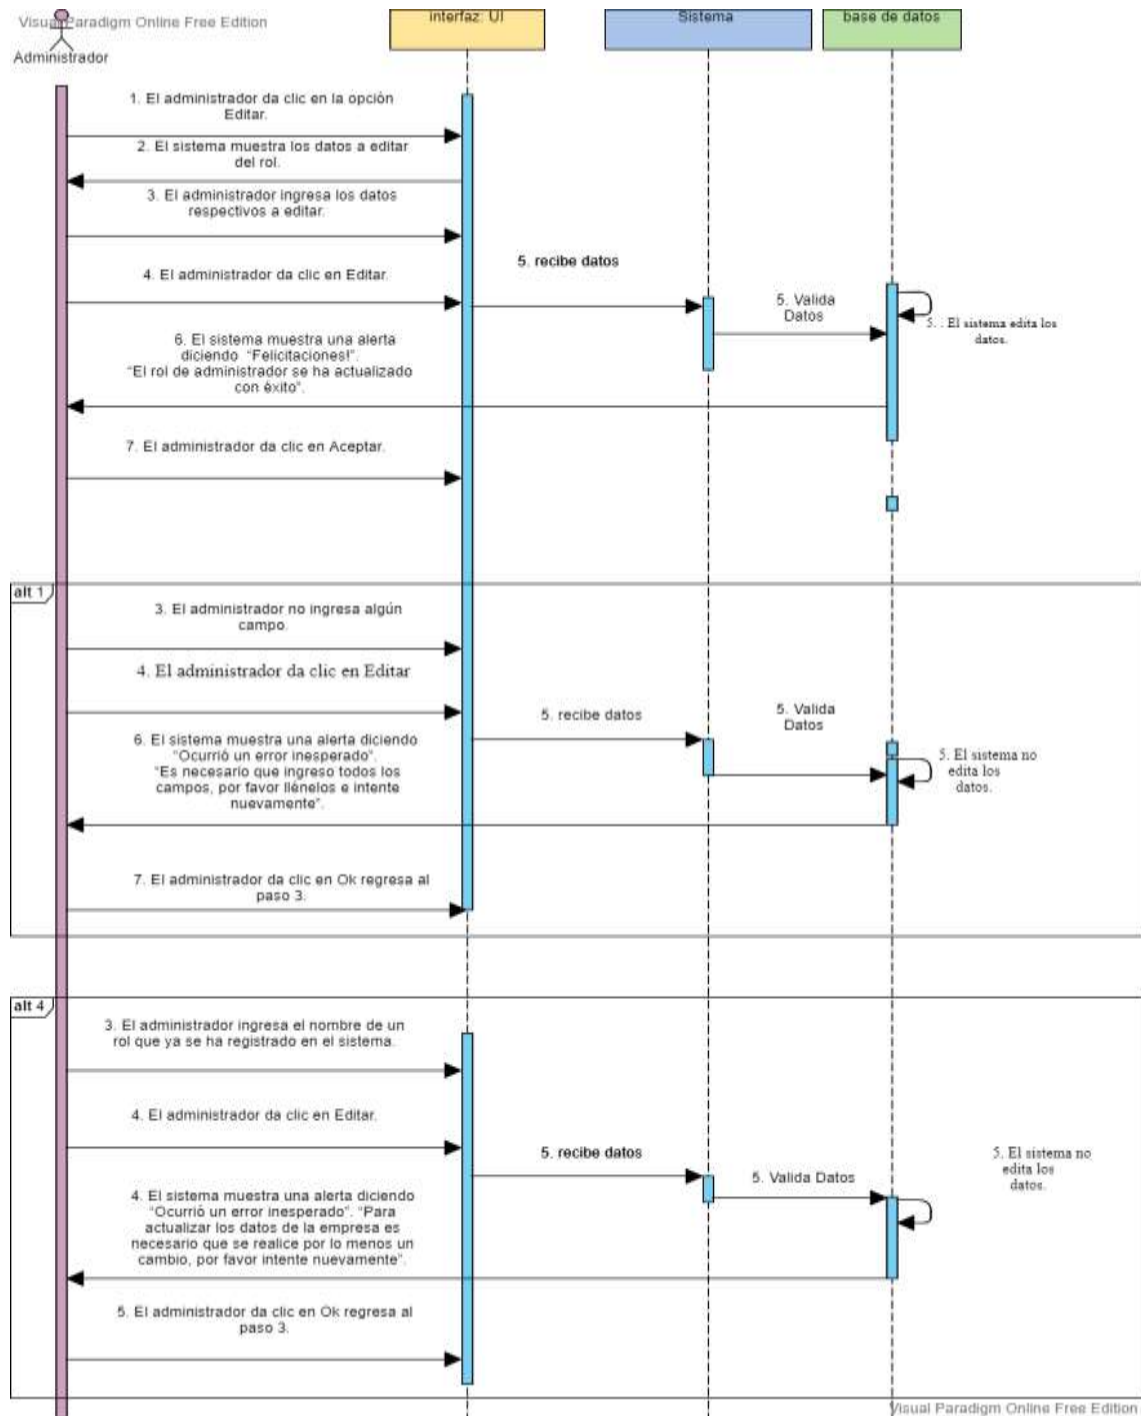 Visual Paradigm Online Free Edition
Administrador
interfaz: UI
Sistema
base de datos
1. El administrador da clic en la opción
Editar.
2. El sistema muestra los datos a editar
del rol.
3. El administrador ingresa los datos
respectivos a editar.
4. El administrador da clic en Editar.
5. recibe datos
5. Valida
Datos
5. . El sistema edita los
datos.
6. El sistema muestra una alerta
diciendo "Felicitaciones!".
"El rol de administrador se ha actualizado
con éxito".
7. El administrador da clic en Aceptar.
alt 1
3. El administrador no ingresa algún
campo.
4. El administrador da clic en Editar
5. recibe datos
5. Valida
Datos
5. El sistema no
edita los
datos.
6. El sistema muestra una alerta diciendo
"Ocurrió un error inesperado".
"Es necesario que ingreso todos los
campos, por favor llénelos e intente
nuevamente".
7. El administrador da clic en Ok regresa al
paso 3.
alt 4
3. El administrador ingresa el nombre de un
rol que ya se ha registrado en el sistema.
4. El administrador da clic en Editar.
5. recibe datos
5. Valida Datos
5. El sistema no
edita los
datos.
4. El sistema muestra una alerta diciendo
"Ocurrió un error inesperado". "Para
actualizar los datos de la empresa es
necesario que se realice por lo menos un
cambio, por favor intente nuevamente".
5. El administrador da clic en Ok regresa al
paso 3.
Visual Paradigm Online Free Edition